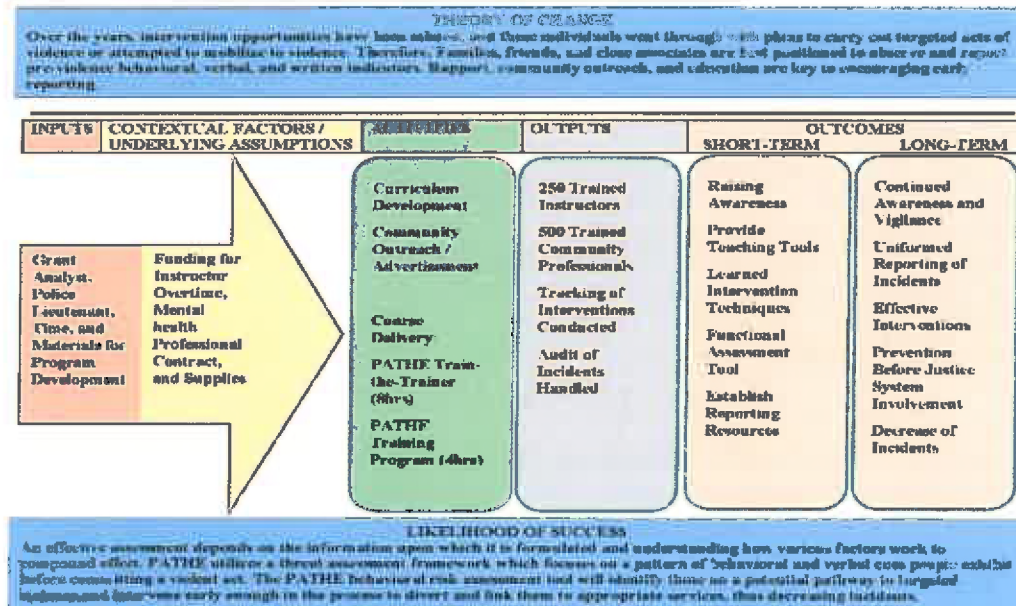 THEORY OF CHANGE
Over the years, intervention opportunities have been missed, and these individuals went through with plans to carry out targeted acts of
violence or attempted to mobilize to violence. Therefore, Families, friends, and close associates are best positioned to observe and report
pre-violence behavioral, verbal, and written indicators. Rapport, community outreach, and education are key to encouraging early
reporting.
INPUTS
CONTEXTUAL FACTORS /
UNDERLYING ASSUMPTIONS
ACTIVITIES
OUTPUTS
OUTCOMES
SHORT-TERM
LONG-TERM
Grant
Analyst,
Police
Lieutenant,
Time, and
Materials for
Program
Development
Funding for
Instructor
Overtime,
Mental
health
Professional
Contract,
and Supplies
Curriculum
Development
Community
Outreach /
Advertisement
Course
Delivery
PATHE Train-
the-Trainer
(8hrs)
PATHE
Training
Program (4hrs)
250 Trained
Instructors
500 Trained
Community
Professionals
Tracking of
Interventions
Conducted
Audit of
Incidents
Handled
Raising
Awareness
Provide
Teaching Tools
Learned
Intervention
Techniques
Functional
Assessment
Tool
Establish
Reporting
Resources
Continued
Awareness and
Vigilance
Uniformed
Reporting of
Incidents
Effective
Interventions
Prevention
Before Justice
System
Involvement
Decrease of
Incidents
LIKELIHOOD OF SUCCESS
An effective assessment depends on the information upon which it is formulated and understanding how various factors work to
compound effect. PATHE utilizes a threat assessment framework which focuses on a pattern of behavioral and verbal cues people exhibit
before committing a violent act. The PATHE behavioral risk assessment tool will identify those on a potential pathway to targeted
violence and intervene early enough in the process to divert and link them to appropriate services, thus decreasing incidents.